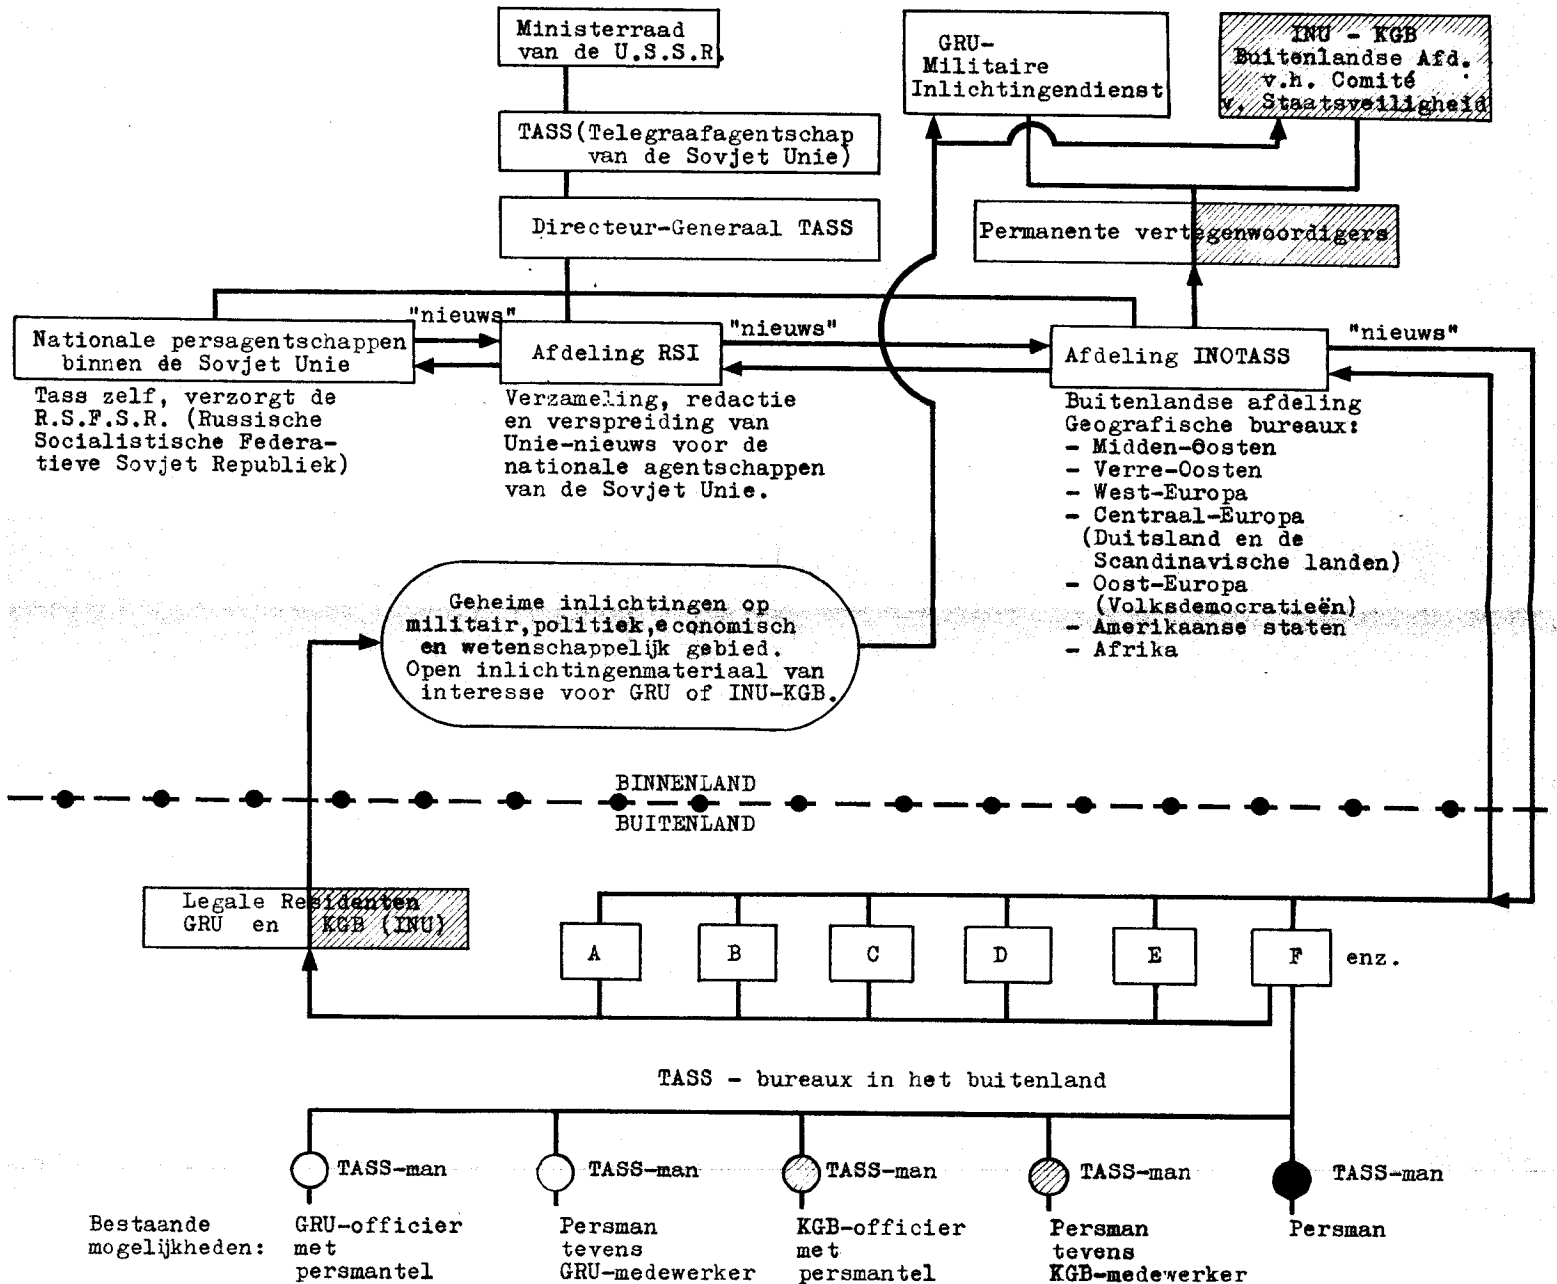 Ministerraad
van de U.S.S.R.
GRU-
Militaire
Inlichtingendienst
INU - KGB
Buitenlandse Afd.
v.h. Comité
v. Staatsveiligheid
TASS(Telegraafagentschap
van de Sovjet Unie)
Directeur-Generaal TASS
Permanente vertegenwoordigers
Nationale persagentschappen
binnen de Sovjet Unie
"nieuws"
Afdeling RSI
"nieuws"
Afdeling INOTASS
"nieuws"
Tass zelf, verzorgt de
R.S.F.S.R. (Russische
Socialistische Federa-
tieve Sovjet Republiek)
Verzameling, redactie
en verspreiding van
Unie-nieuws voor de
nationale agentschappen
van de Sovjet Unie.
Buitenlandse afdeling
Geografische bureaux:
- Midden-Oosten
- Verre-Oosten
- West-Europa
- Centraal-Europa
(Duitsland en de
Scandinavische landen)
- Oost-Europa
(Volksdemocratieën)
- Amerikaanse staten
- Afrika
Geheime inlichtingen op
militair,politiek,economisch
en wetenschappelijk gebied.
Open inlichtingenmateriaal van
interesse voor GRU of INU-KGB.
BINNENLAND
BUITENLAND
Legale Residenten
GRU en KGB (INU)
A
B
C
D
E
F
enz.
TASS - bureaux in het buitenland
TASS-man
TASS-man
TASS-man
TASS-man
TASS-man
Bestaande
mogelijkheden:
GRU-officier
met
persmantel
Persman
tevens
GRU-medewerker
KGB-officier
met
persmantel
Persman
tevens
KGB-medewerker
Persman